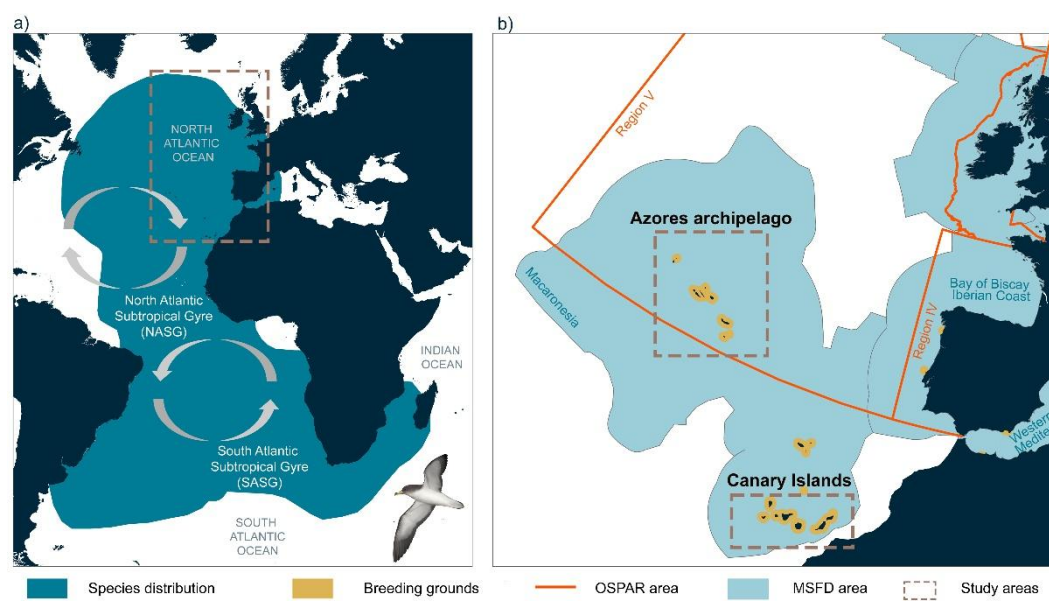 a)
NORTH
ATLANTIC
OCEAN
North Atlantic
Subtropical Gyre
(NASG)
INDIAN
OCEAN
South Atlantic
Subtropical Gyre
(SASG)
SOUTH
ATLANTIC
OCEAN
b)
Region V
Azores archipelago
Macaronesia
Bay of Biscay
Iberian Coast
Region IV
Western
Medite
Canary Islands
Species distribution
Breeding grounds
OSPAR area
MSFD area
Study areas